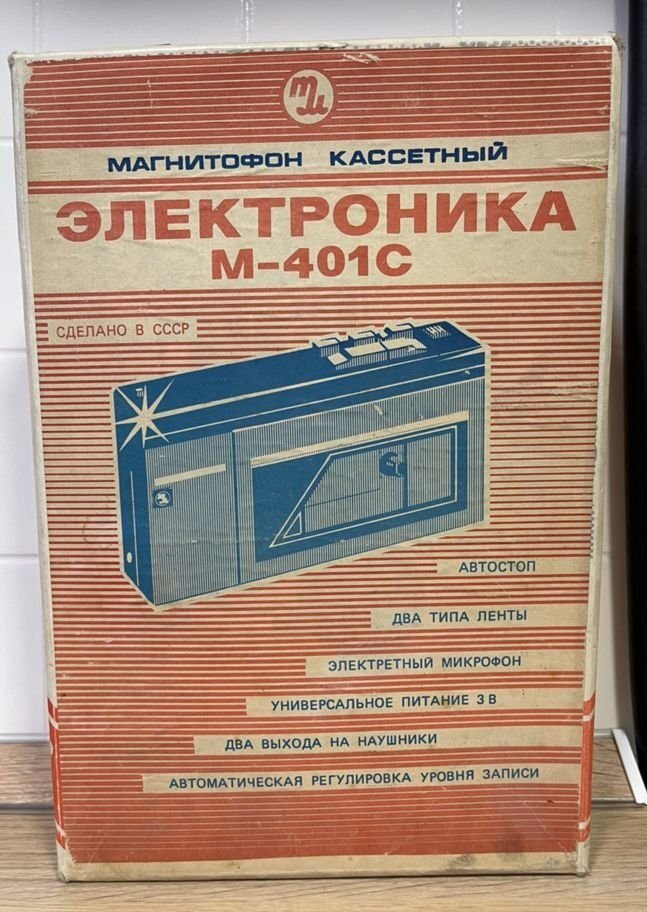 МАГНИТОФОН КАССЕТНЫЙ
ЭЛЕКТРОНИКА
М-401С
СДЕЛАНО В СССР
АВТОСТОП
ДВА ТИПА ЛЕНТЫ
ЭЛЕКТРЕТНЫЙ МИКРОФОН
УНИВЕРСАЛЬНОЕ ПИТАНИЕ 3 В
ДВА ВЫХОДА НА НАУШНИКИ
АВТОМАТИЧЕСКАЯ РЕГУЛИРОВКА УРОВНЯ ЗАПИСИ